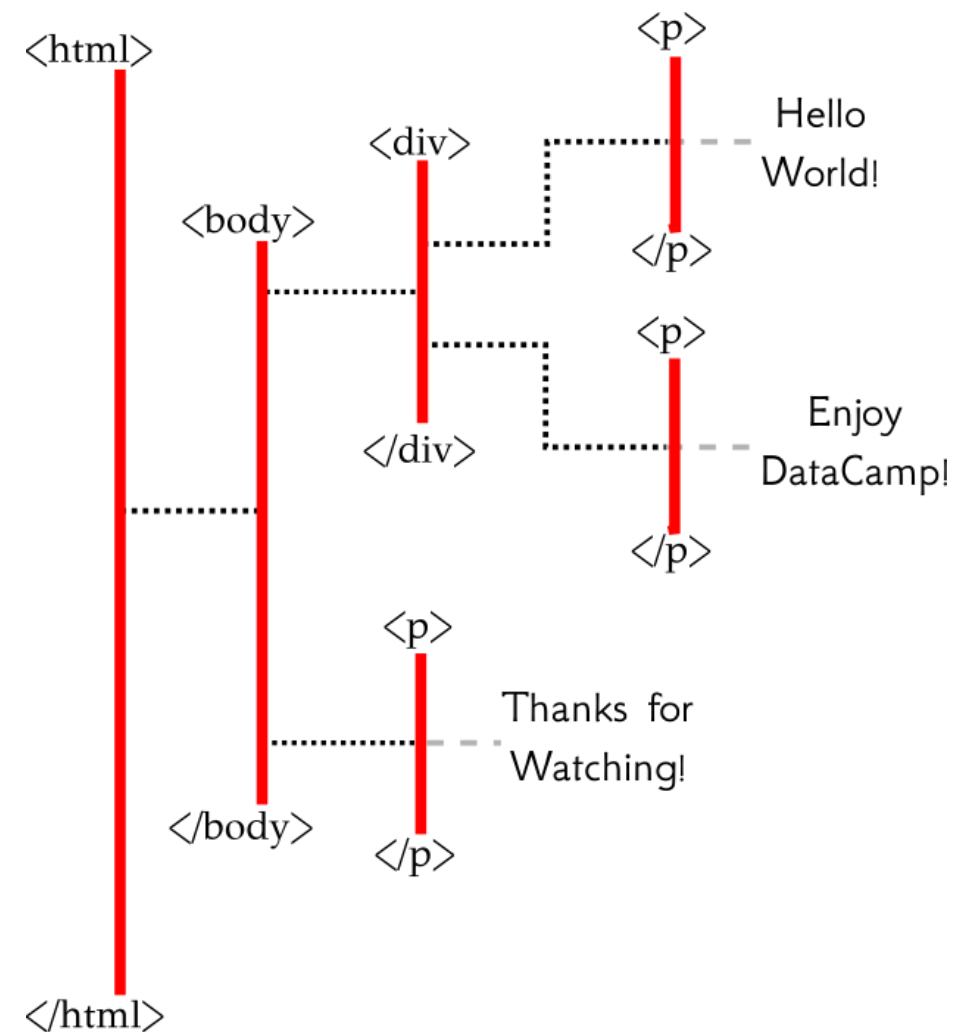 <html>
<body>
<div>
<p>
Hello
World!
</p>
<p>
Enjoy
DataCamp!
</p>
</div>
<p>
Thanks for
Watching!
</p>
</body>
</html>